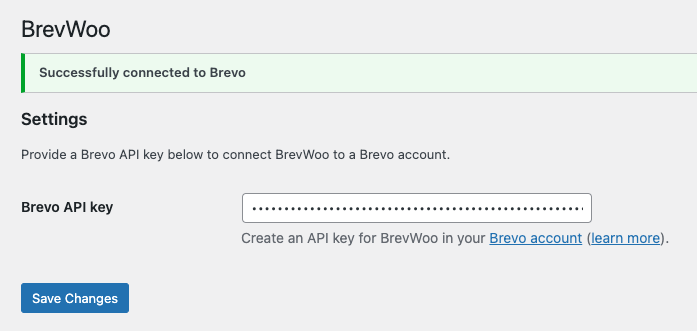 BrevWoo
Successfully connected to Brevo
Settings
Provide a Brevo API key below to connect BrevWoo to a Brevo account.
Brevo API key
Create an API key for BrevWoo in your Brevo account (learn more).
Save Changes